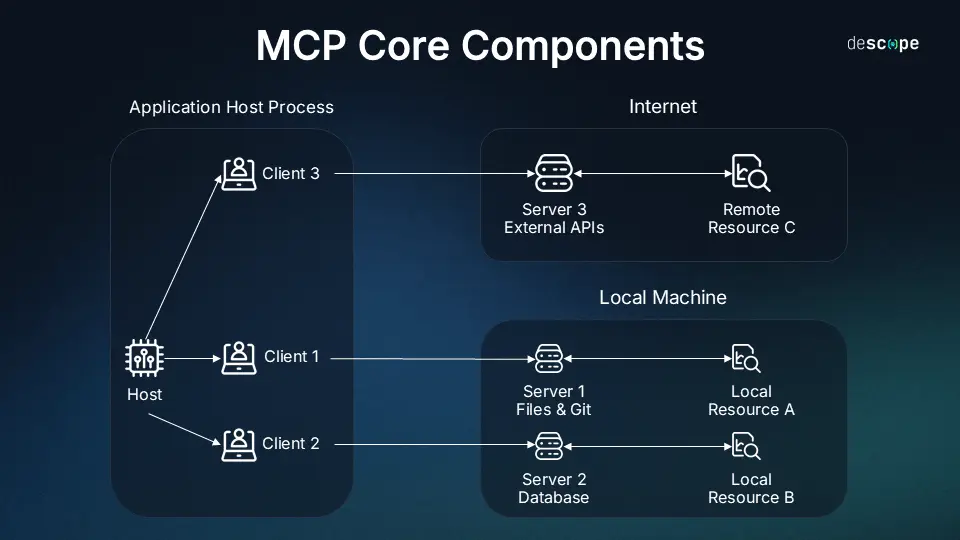 MCP Core Components
descope
Application Host Process
Internet
Client 3
Server 3
External APIs
Remote
Resource C
Local Machine
Host
Client 1
Server 1
Files & Git
Local
Resource A
Client 2
Server 2
Database
Local
Resource B